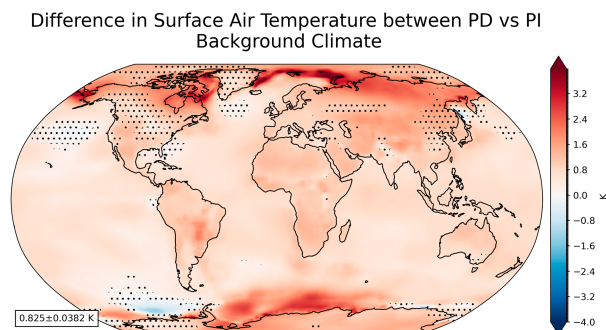 Difference in Surface Air Temperature between PD vs PI
Background Climate
3.2
2.4
1.6
0.8
0.0
−0.8
−1.6
−2.4
−3.2
−4.0
K
0.825±0.0382 K